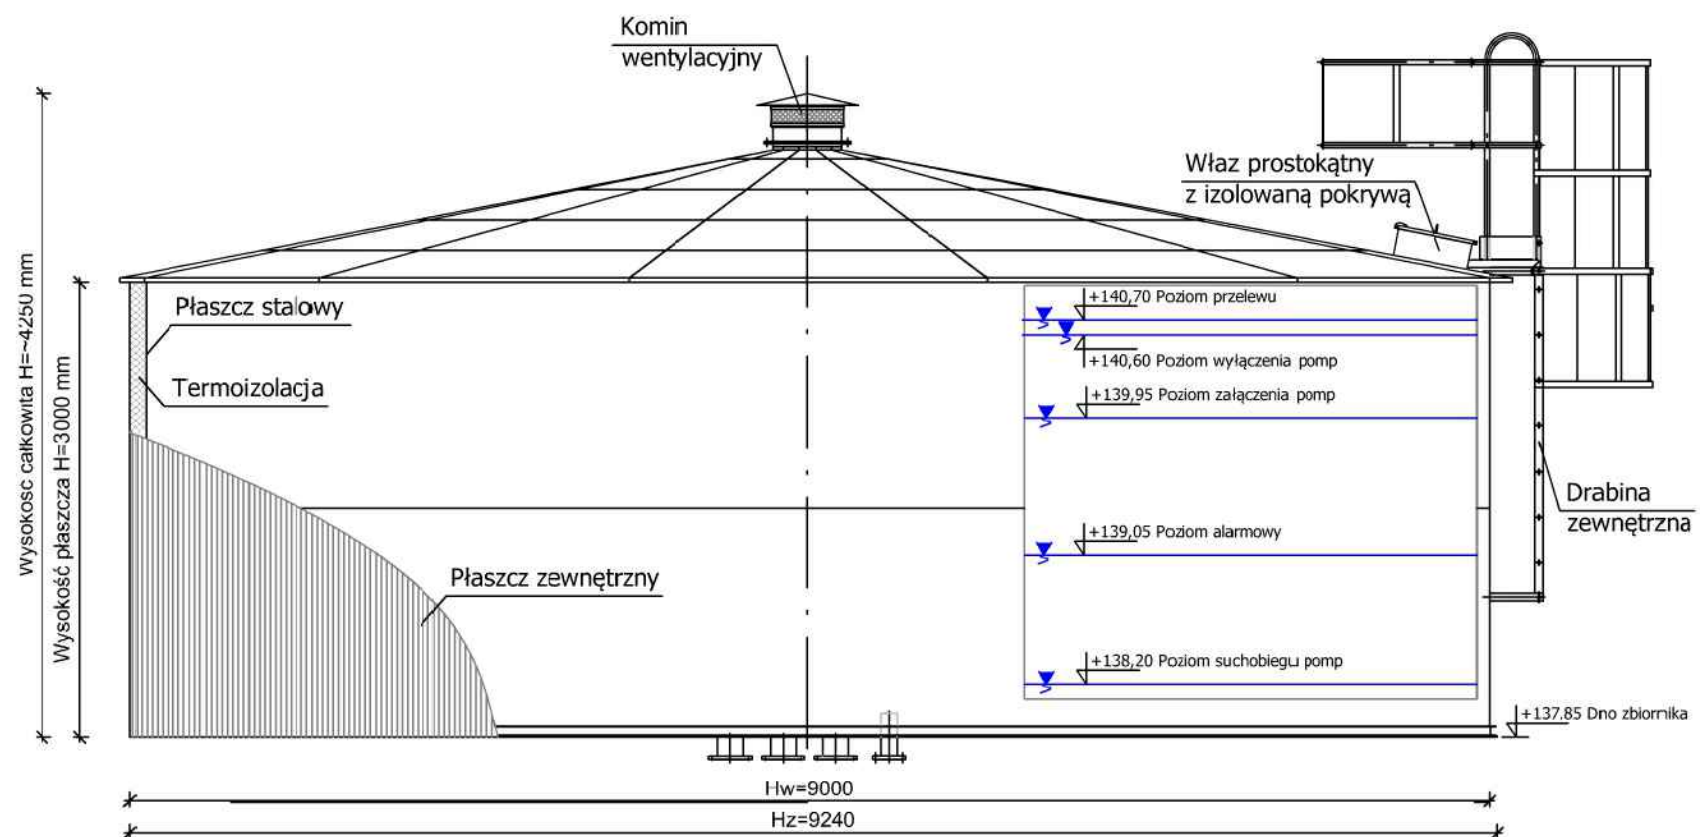 Komin
wentylacyjny
Właz prostokątny
z izolowaną pokrywą
Wysokosc całkowita H=~4250 mm
Wysokość płaszcza H=3000 mm
Płaszcz stalowy
Termoizolacja
Płaszcz zewnętrzny
+140,70 Poziom przelewu
+140,60 Poziom wyłączenia pomp
+139,95 Poziom załączenia pomp
+139,05 Poziom alarmowy
+138,20 Poziom suchobiegu pomp
Drabina
zewnętrzna
+137.85 Dno zbiornika
Hw=9000
Hz=9240